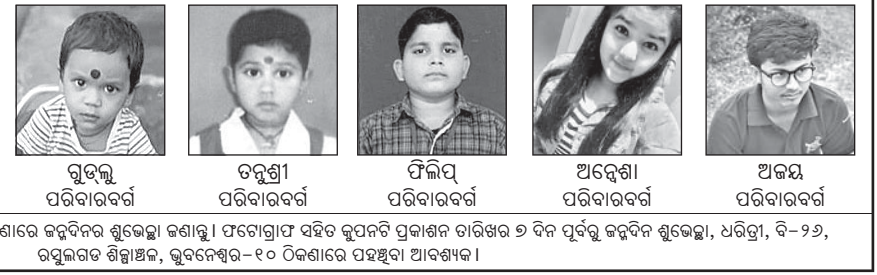 ଗୁଡ୍‌ଲୁ ତନୁଶ୍ରୀ ଫିଲିପ୍ ଅନ୍ୱେଶା ଅଜୟ
ପରିବାରବର୍ଗ ପରିବାରବର୍ଗ ପରିବାରବର୍ଗ ପରିବାରବର୍ଗ ପରିବାରବର୍ଗ
ଜନ୍ମଦିନର ଶୁଭେଚ୍ଛା ଜଣାନ୍ତୁ। ଫଟୋଗ୍ରାଫ ସହିତ କୁପନଟି ପ୍ରକାଶନ ତାରିଖର ୭ ଦିନ ପୂର୍ବରୁ ଜନ୍ମଦିନ ଶୁଭେଚ୍ଛା, ଧରିତ୍ରୀ, ବି-୨୬,
ରସୁଲଗଡ ଶିଳ୍ପାଞ୍ଚଳ, ଭୁବନେଶ୍ୱର-୧୦ ଠିକଣାରେ ପହଞ୍ଚିବା ଆବଶ୍ୟକ।